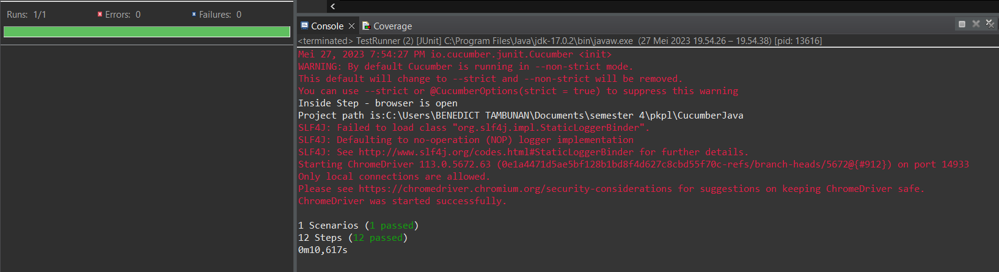 Runs: 1/1 Errors: 0 Failures: 0
Console Coverage
<terminated> TestRunner (2) [JUnit] C:\Program Files\Java\jdk-17.0.2\bin\javaw.exe (27 Mei 2023 19.54.26 – 19.54.38) [pid: 13616]
Mei 27, 2023 7:54:27 PM io.cucumber.junit.Cucumber <init>
WARNING: By default Cucumber is running in --non-strict mode.
This default will change to --strict and --non-strict will be removed.
You can use --strict or @CucumberOptions(strict = true) to suppress this warning
Inside Step - browser is open
Project path is:C:\Users\BENEDICT TAMBUNAN\Documents\semester 4\pkpl\CucumberJava
SLF4J: Failed to load class "org.slf4j.impl.StaticLoggerBinder".
SLF4J: Defaulting to no-operation (NOP) logger implementation
SLF4J: See http://www.slf4j.org/codes.html#StaticLoggerBinder for further details.
Starting ChromeDriver 113.0.5672.63 (0e1a4471d5ae5bf128b1bd8f4d627c8cbd55f70c-refs/branch-heads/5672@{#912}) on port 14933
Only local connections are allowed.
Please see https://chromedriver.chromium.org/security-considerations for suggestions on keeping ChromeDriver safe.
ChromeDriver was started successfully.
1 Scenarios (1 passed)
12 Steps (12 passed)
0m10,617s